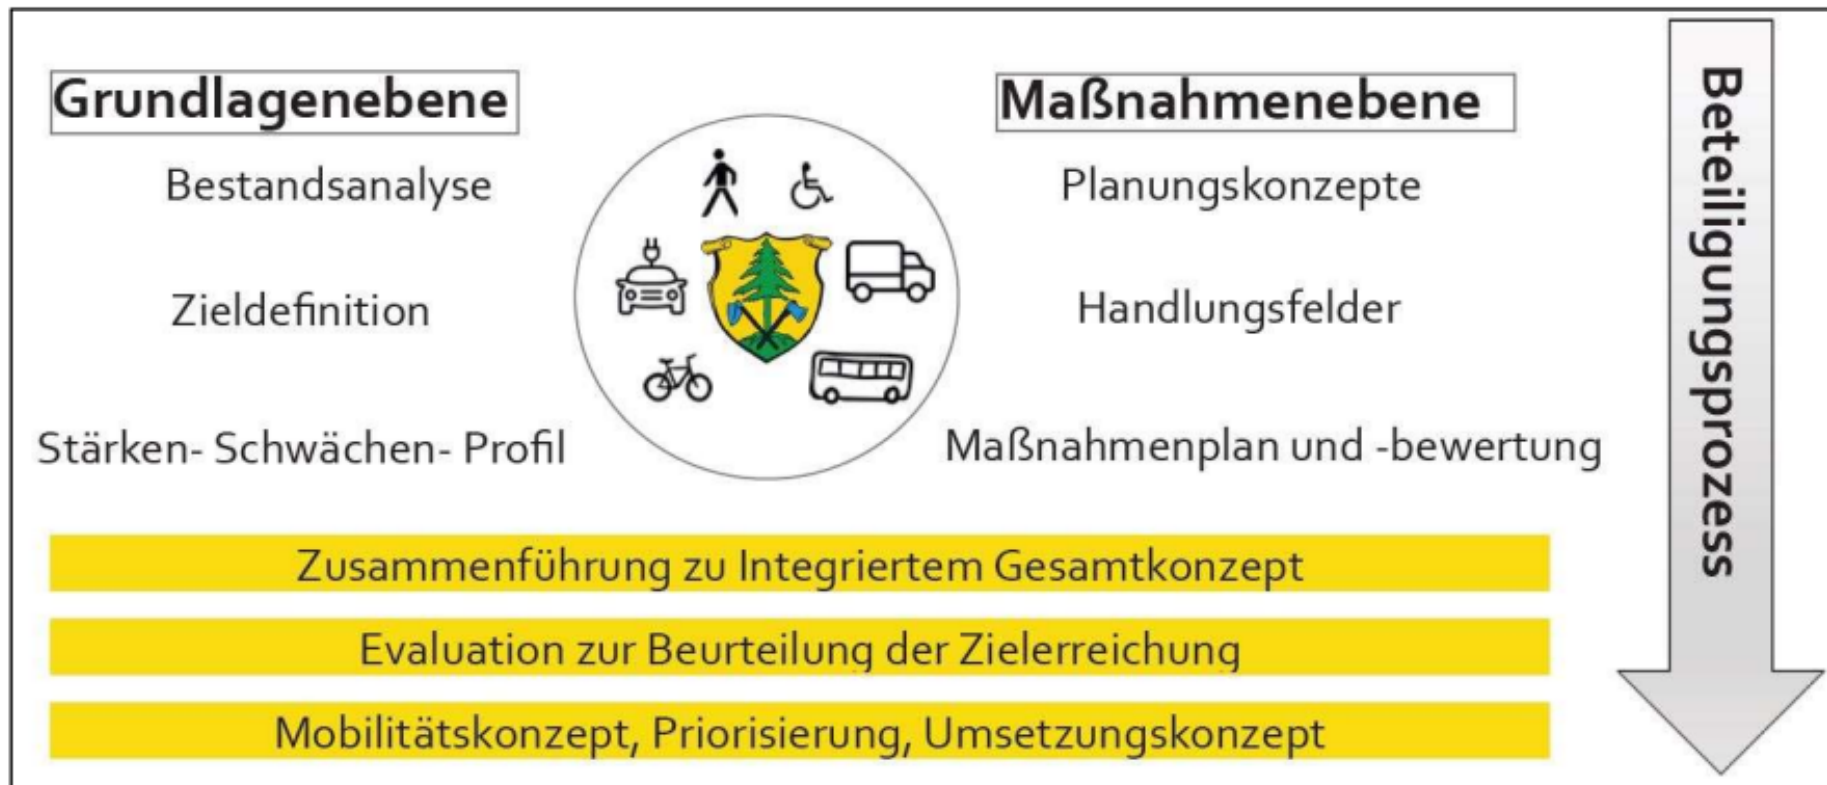 Grundlagenebene
Bestandsanalyse
Zieldefinition
Stärken- Schwächen- Profil
Maßnahmenebene
Planungskonzepte
Handlungsfelder
Maßnahmenplan und -bewertung
Zusammenführung zu Integriertem Gesamtkonzept
Evaluation zur Beurteilung der Zielerreichung
Mobilitätskonzept, Priorisierung, Umsetzungskonzept
Beteiligungsprozess